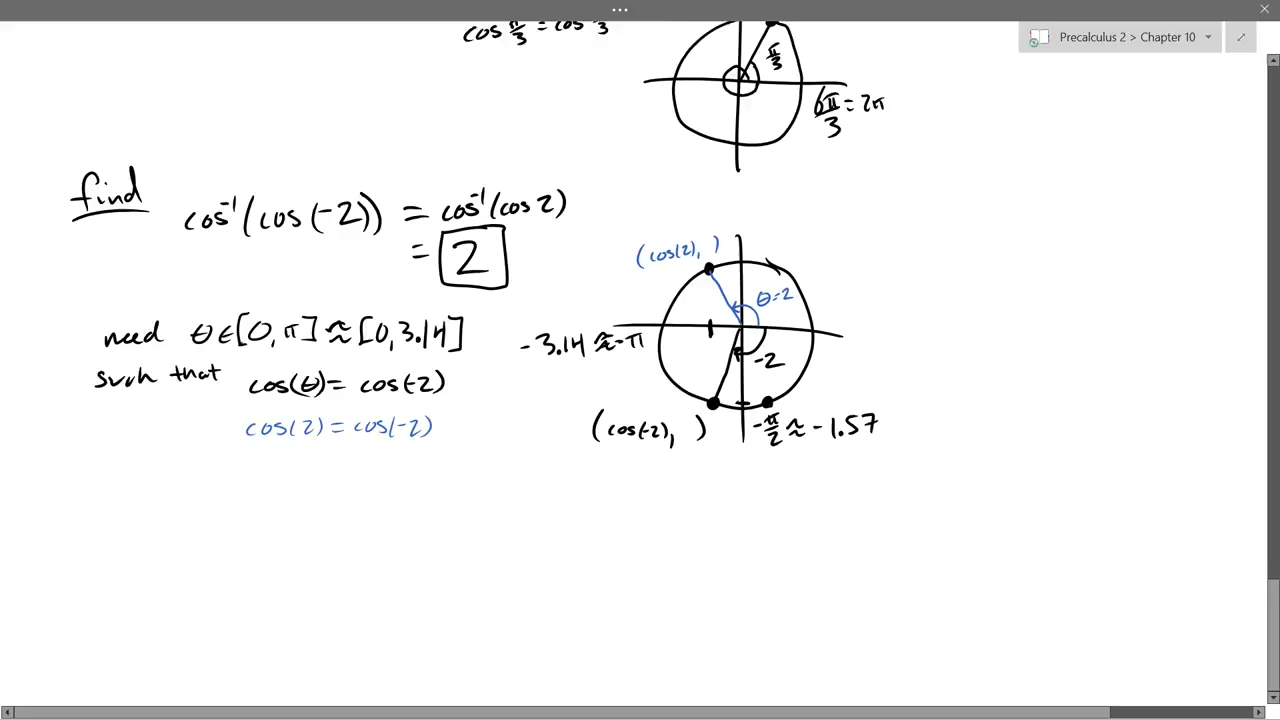 Precalculus 2 > Chapter 10
cos π/3 = cos
π/3
6π/3 = 2π
find
cos⁻¹(cos(-2)) = cos⁻¹(cos 2)
= 2
(cos(2), )
θ=2
need θ∈[0,π]≈[0,3.14]
-3.14 ≈ -π
-2
such that cos(θ) = cos(-2)
cos(2) = cos(-2)
(cos(-2), )
-π/2 ≈ -1.57